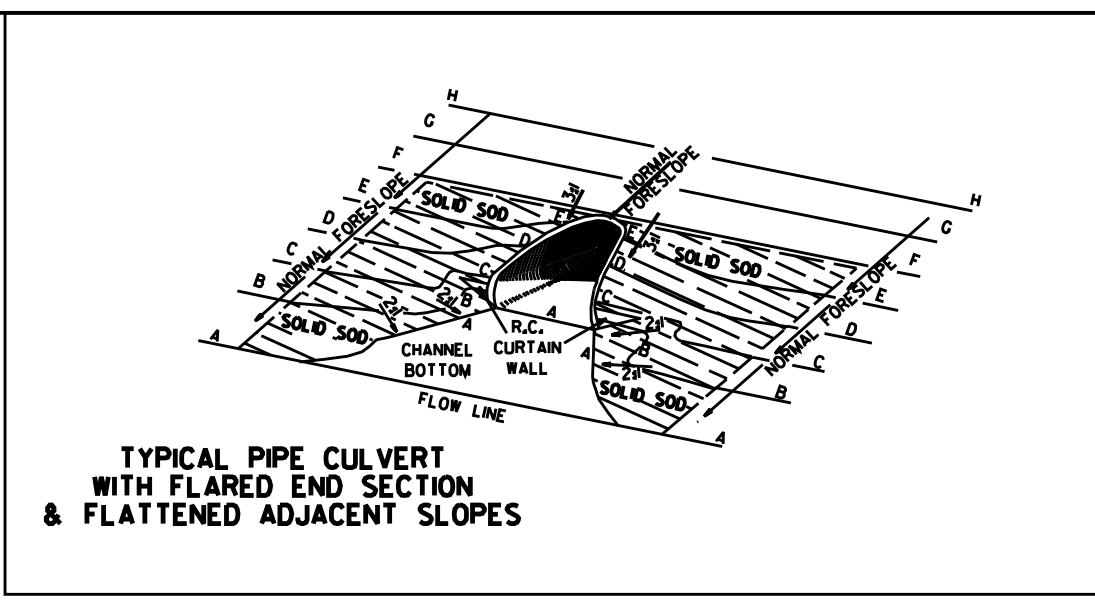 H
G
NORMAL
FORESLOPE
F
E
NORMAL FORESLOPE
3:1
SOLID SOD
E
E
H
D
D
3:1
G
C
SOLID SOD
D
F
B
C
2:1
B
C
E
2:1
A
A
NORMAL FORESLOPE
A
SOLID SOD
R.C.
CURTAIN
WALL
2:1
D
CHANNEL
BOTTOM
B
2:1
C
FLOW LINE
SOLID SOD
B
A
TYPICAL PIPE CULVERT
WITH FLARED END SECTION
& FLATTENED ADJACENT SLOPES